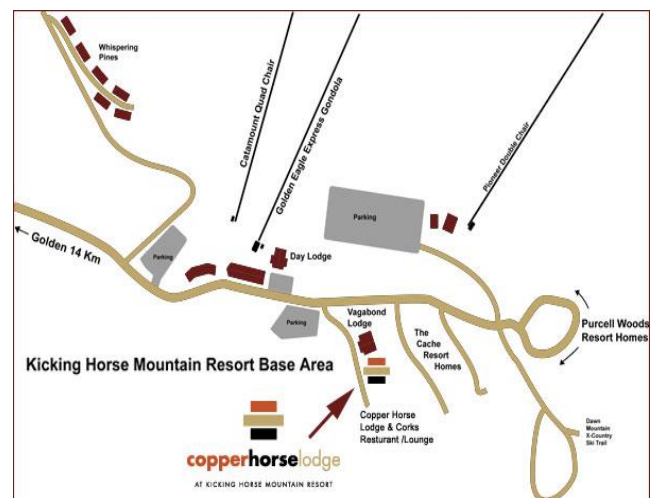 Whispering
Pines
Catamount Quad Chair
Golden Eagle Express Gondola
Pioneer Double Chair
Parking
Golden 14 Km
Parking
Day Lodge
Parking
Vagabond
Lodge
The
Cache
Resort
Homes
Purcell Woods
Resort Homes
Kicking Horse Mountain Resort Base Area
Copper Horse
Lodge & Corks
Resturant /Lounge
Dawn
Mountain
X-Country
Ski Trail
copperhorselodge
AT KICKING HORSE MOUNTAIN RESORT